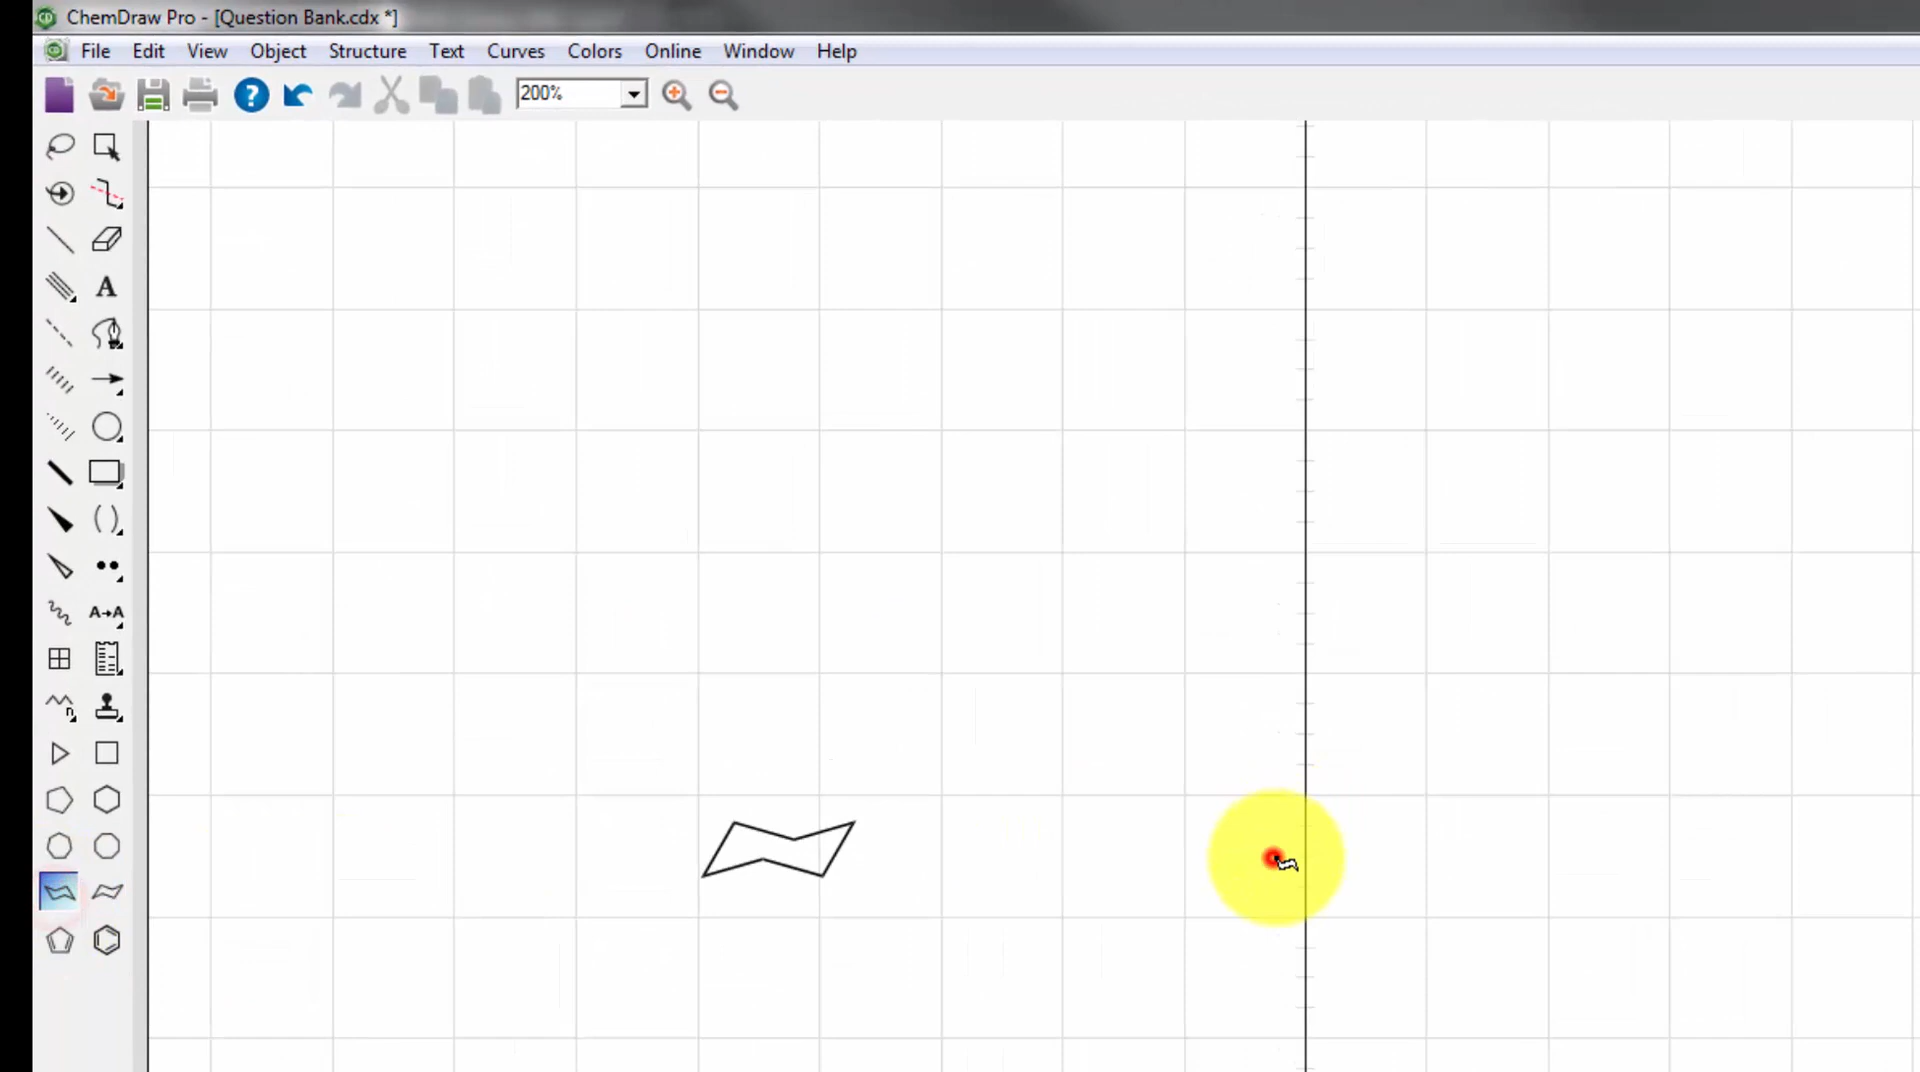 ChemDraw Pro - [Question Bank.cdx *]
File Edit View Object Structure Text Curves Colors Online Window Help
? 200%
A
( )
A→A
n